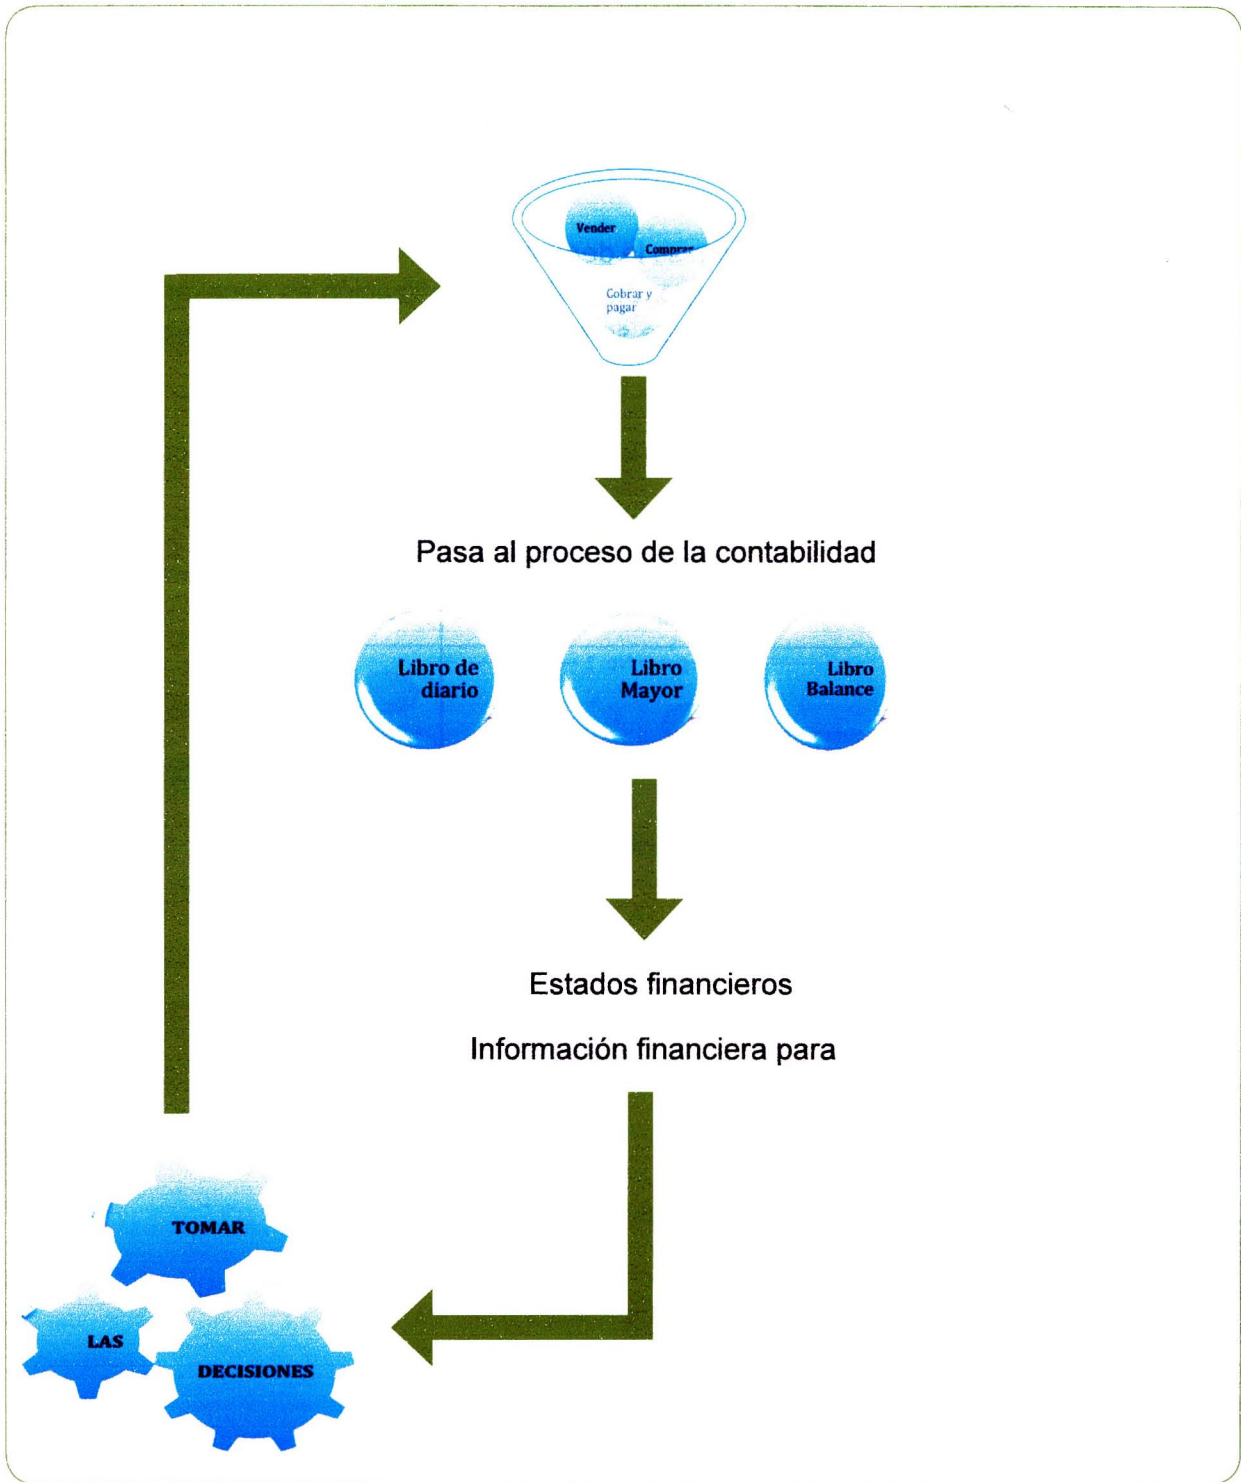 Vender
Comprar
Cobrar y
pagar
Pasa al proceso de la contabilidad
Libro de
diario
Libro
Mayor
Libro
Balance
Estados financieros
Información financiera para
TOMAR
LAS
DECISIONES